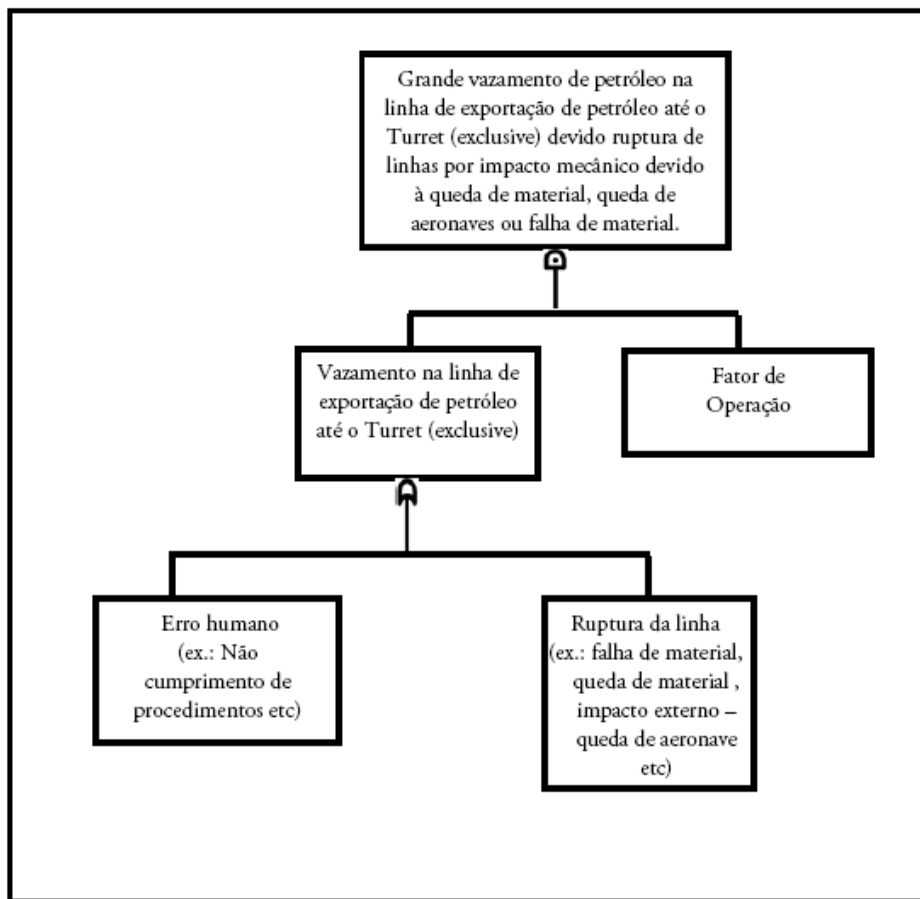 Grande vazamento de petróleo na
linha de exportação de petróleo até o
Turret (exclusive) devido ruptura de
linhas por impacto mecânico devido
à queda de material, queda de
aeronaves ou falha de material.
Vazamento na linha de
exportação de petróleo
até o Turret (exclusive)
Fator de
Operação
Erro humano
(ex.: Não
cumprimento de
procedimentos etc)
Ruptura da linha
(ex.: falha de material,
queda de material ,
impacto externo –
queda de aeronave
etc)